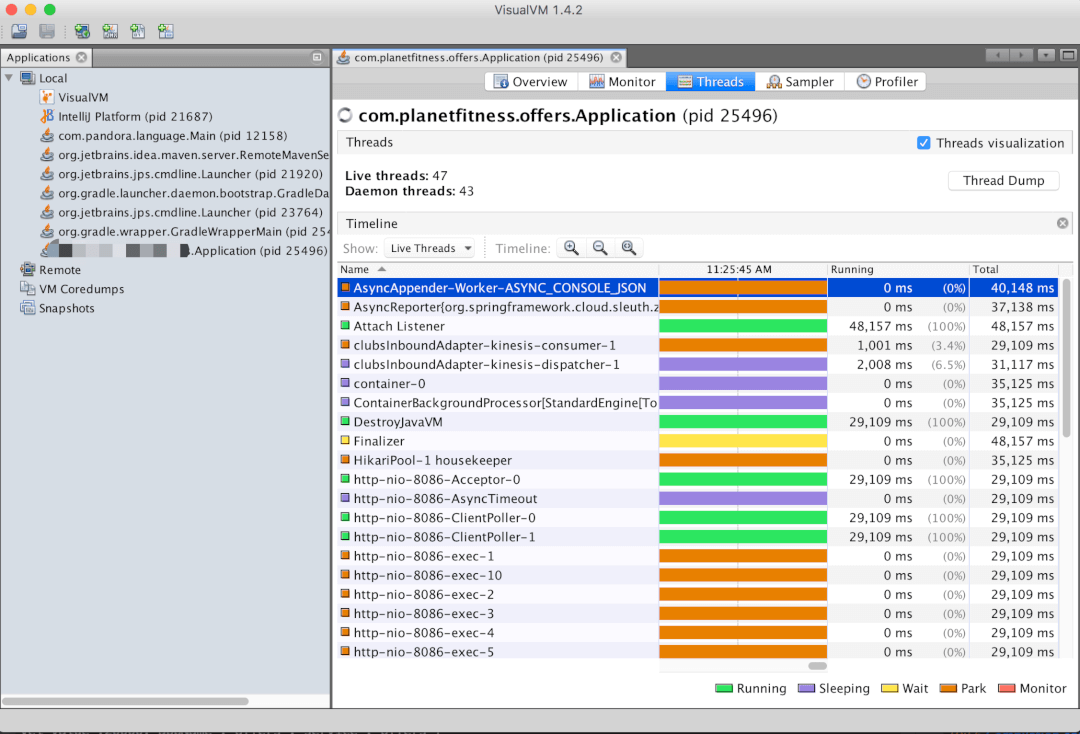 VisualVM 1.4.2
Applications
Local
VisualVM
IntelliJ Platform (pid 21687)
com.pandora.language.Main (pid 12158)
org.jetbrains.idea.maven.server.RemoteMavenSe
org.jetbrains.jps.cmdline.Launcher (pid 21920)
org.gradle.launcher.daemon.bootstrap.GradleDa
org.jetbrains.jps.cmdline.Launcher (pid 23764)
org.gradle.wrapper.GradleWrapperMain (pid 254
.Application (pid 25496)
Remote
VM Coredumps
Snapshots
com.planetfitness.offers.Application (pid 25496)
Overview Monitor Threads Sampler Profiler
com.planetfitness.offers.Application (pid 25496)
Threads Threads visualization
Live threads: 47
Daemon threads: 43
Thread Dump
Timeline
Show: Live Threads Timeline:
Name 11:25:45 AM Running Total
AsyncAppender-Worker-ASYNC_CONSOLE_JSON 0 ms (0%) 40,148 ms
AsyncReporter{org.springframework.cloud.sleuth.z 0 ms (0%) 37,138 ms
Attach Listener 48,157 ms (100%) 48,157 ms
clubsInboundAdapter-kinesis-consumer-1 1,001 ms (3.4%) 29,109 ms
clubsInboundAdapter-kinesis-dispatcher-1 2,008 ms (6.5%) 31,117 ms
container-0 0 ms (0%) 35,125 ms
ContainerBackgroundProcessor[StandardEngine[To 0 ms (0%) 35,125 ms
DestroyJavaVM 29,109 ms (100%) 29,109 ms
Finalizer 0 ms (0%) 48,157 ms
HikariPool-1 housekeeper 0 ms (0%) 35,125 ms
http-nio-8086-Acceptor-0 29,109 ms (100%) 29,109 ms
http-nio-8086-AsyncTimeout 0 ms (0%) 29,109 ms
http-nio-8086-ClientPoller-0 29,109 ms (100%) 29,109 ms
http-nio-8086-ClientPoller-1 29,109 ms (100%) 29,109 ms
http-nio-8086-exec-1 0 ms (0%) 29,109 ms
http-nio-8086-exec-10 0 ms (0%) 29,109 ms
http-nio-8086-exec-2 0 ms (0%) 29,109 ms
http-nio-8086-exec-3 0 ms (0%) 29,109 ms
http-nio-8086-exec-4 0 ms (0%) 29,109 ms
http-nio-8086-exec-5 0 ms (0%) 29,109 ms
Running Sleeping Wait Park Monitor